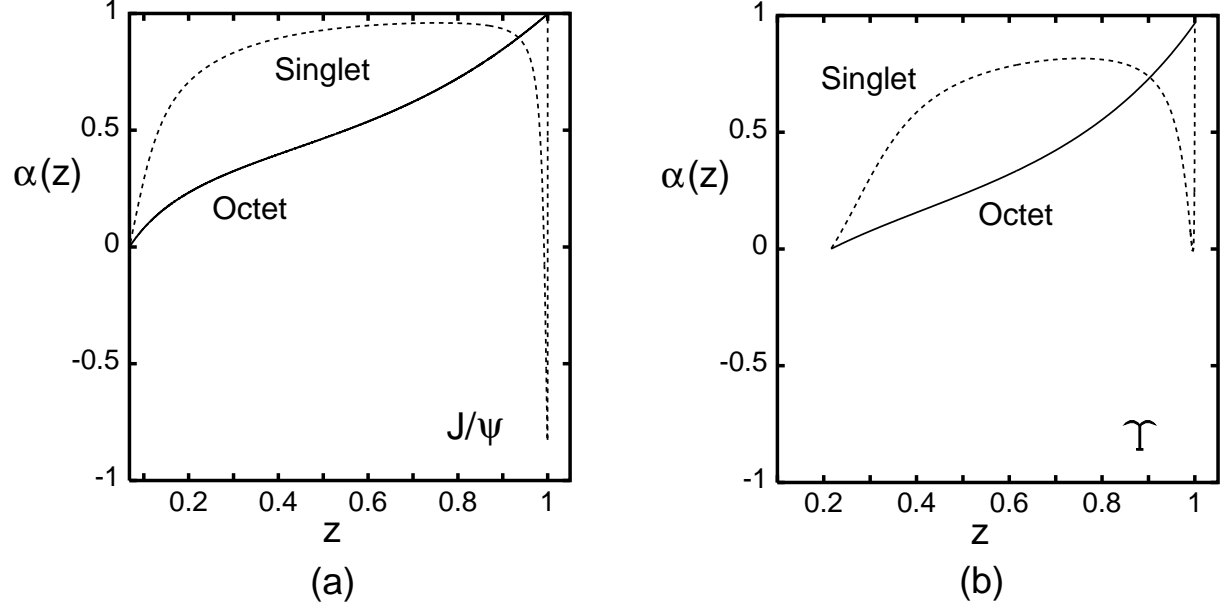 1
0.5
0
-0.5
-1
α(z)
Singlet
Octet
J/ψ
0.2 0.4 0.6 0.8 1
z
(a)
1
0.5
0
-0.5
-1
α(z)
Singlet
Octet
ϒ
0.2 0.4 0.6 0.8 1
z
(b)